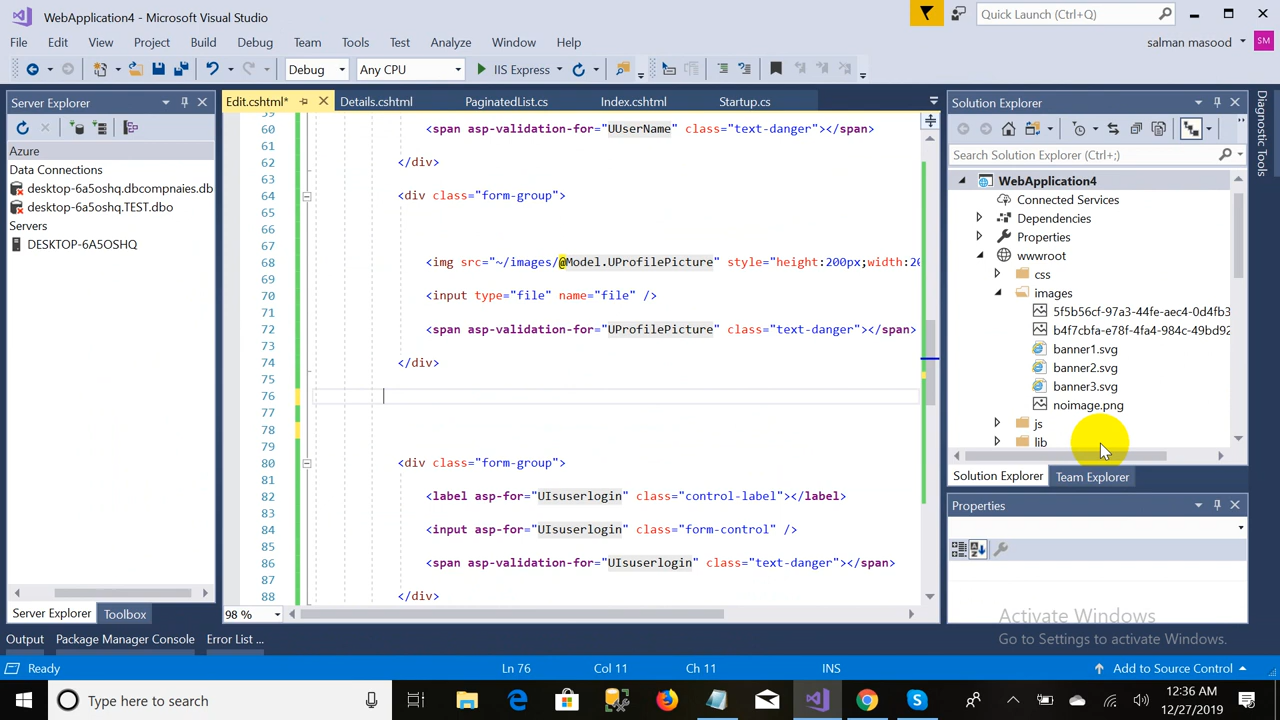 WebApplication4 - Microsoft Visual Studio
Quick Launch (Ctrl+Q)
File Edit View Project Build Debug Team Tools Test Analyze Window Help
salman masood SM
Debug Any CPU IIS Express
Server Explorer
Edit.cshtml* Details.cshtml PaginatedList.cs Index.cshtml Startup.cs
Solution Explorer
Diagnostic Tools
Azure
Data Connections
desktop-6a5oshq.dbcompnaies.db
desktop-6a5oshq.TEST.dbo
Servers
DESKTOP-6A5OSHQ
59
60 <span asp-validation-for="UUserName" class="text-danger"></span>
61
62 </div>
63
64 <div class="form-group">
65
66
67
68 <img src="~/images/@Model.UProfilePicture" style="height:200px;width:20
69
70 <input type="file" name="file" />
71
72 <span asp-validation-for="UProfilePicture" class="text-danger"></span>
73
74 </div>
75
76
77
78
79
80 <div class="form-group">
81
82 <label asp-for="UIsuserlogin" class="control-label"></label>
83
84 <input asp-for="UIsuserlogin" class="form-control" />
85
86 <span asp-validation-for="UIsuserlogin" class="text-danger"></span>
87
88 </div>
98 %
Search Solution Explorer (Ctrl+;)
WebApplication4
Connected Services
Dependencies
Properties
wwwroot
css
images
5f5b56cf-97a3-44fe-aec4-0d4fb3
b4f7cbfa-e78f-4fa4-984c-49bd92
banner1.svg
banner2.svg
banner3.svg
noimage.png
js
lib
Solution Explorer Team Explorer
Properties
Server Explorer Toolbox
Output Package Manager Console Error List ...
Activate Windows
Go to Settings to activate Windows.
Ready Ln 76 Col 11 Ch 11 INS Add to Source Control
Type here to search
12:36 AM
12/27/2019